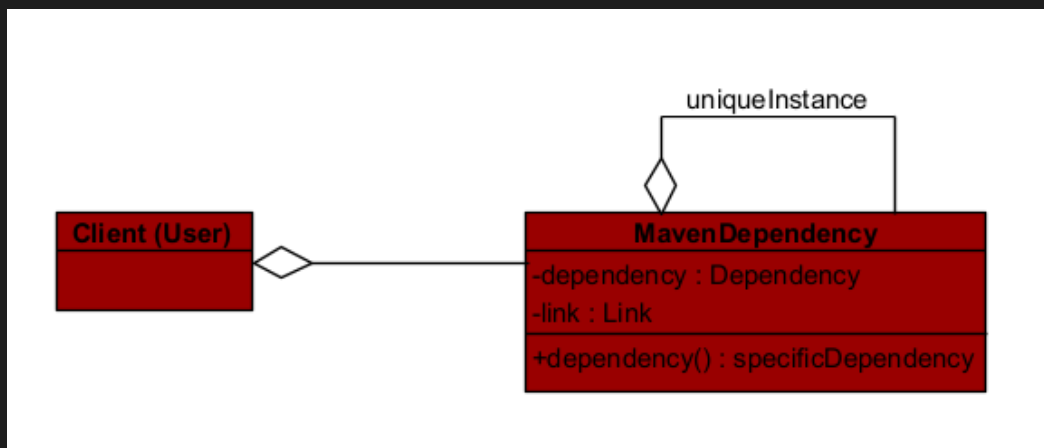 uniqueInstance
Client (User)
MavenDependency
-dependency : Dependency
-link : Link
+dependency() : specificDependency